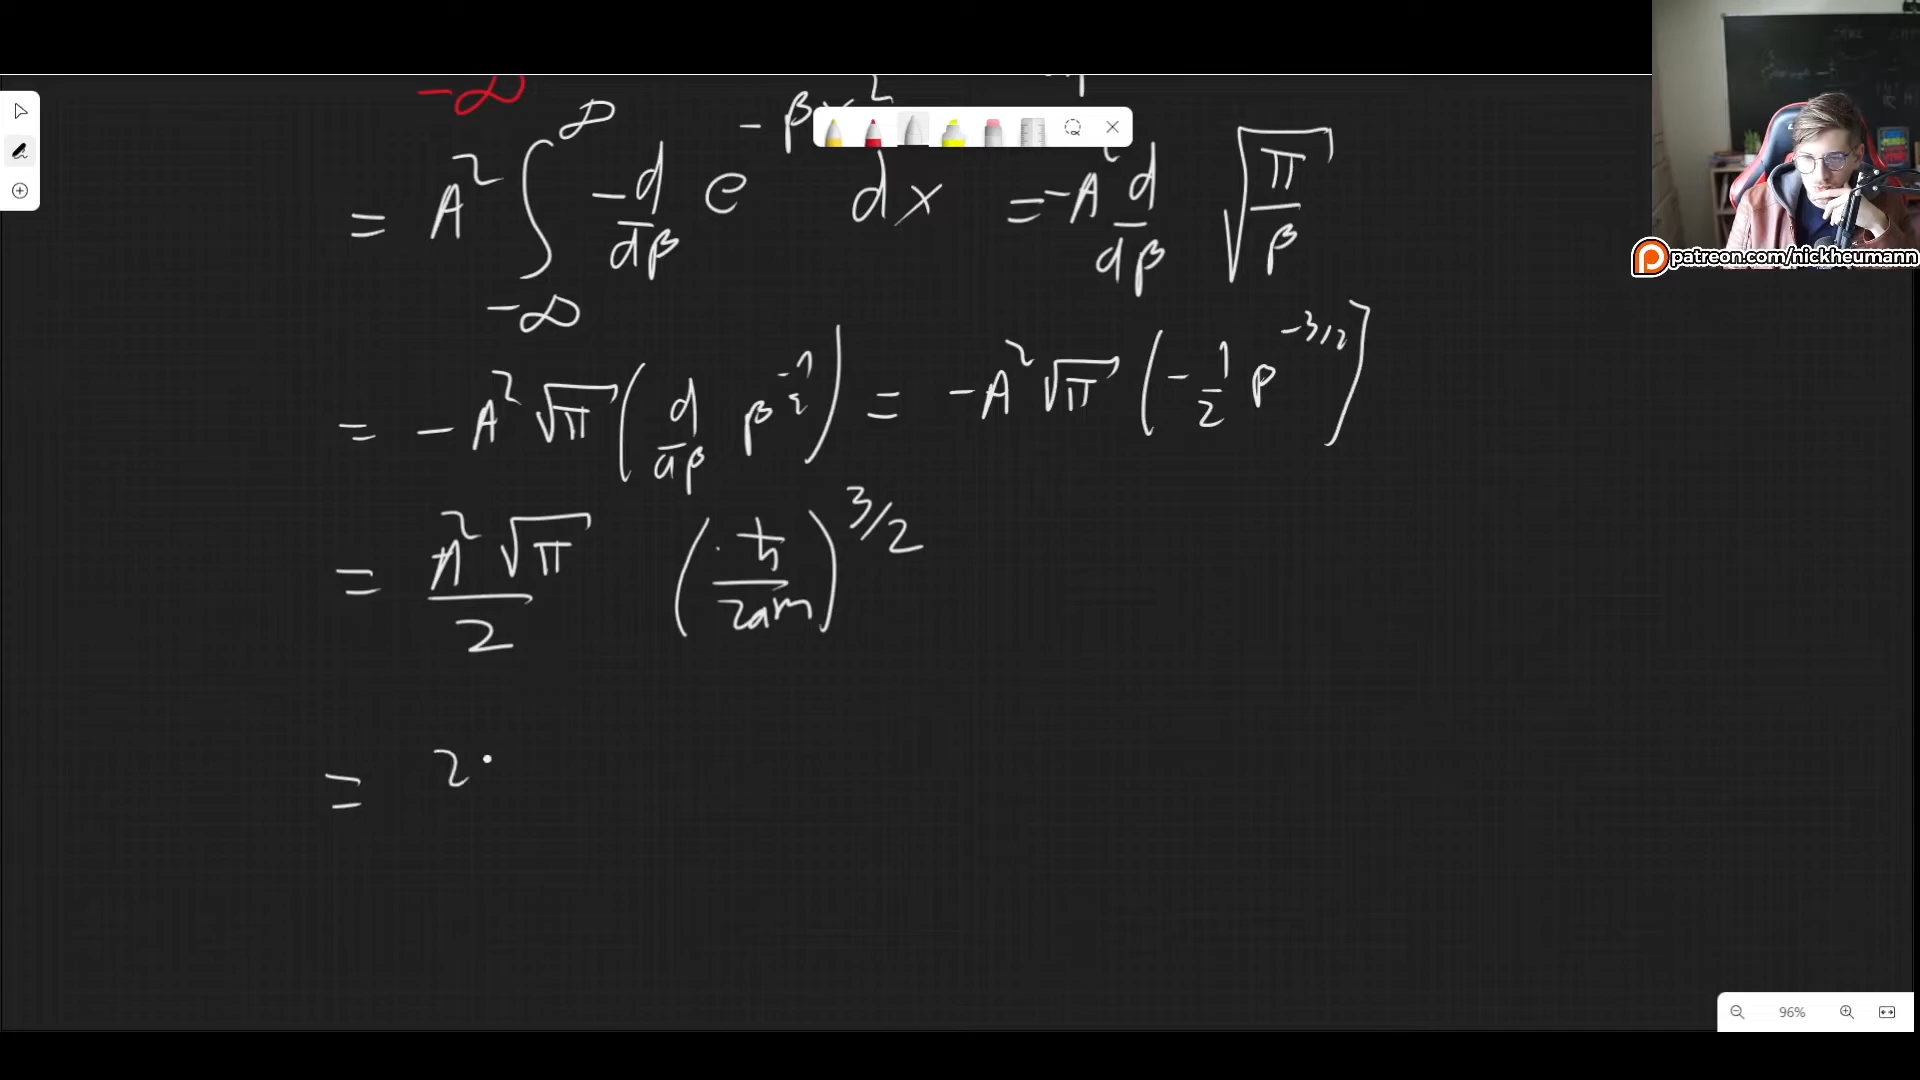 -∞
= A² ∫_{-∞}^{∞} -d/dβ e^{-βx²} dx = -A² d/dβ √(π/β)
= -A² √π (d/dβ β^{-1/2}) = -A² √π (-1/2 β^{-3/2})
= A² √π / 2 (ħ/2am)^{3/2}
= 2·
patreon.com/nickheumann
96%